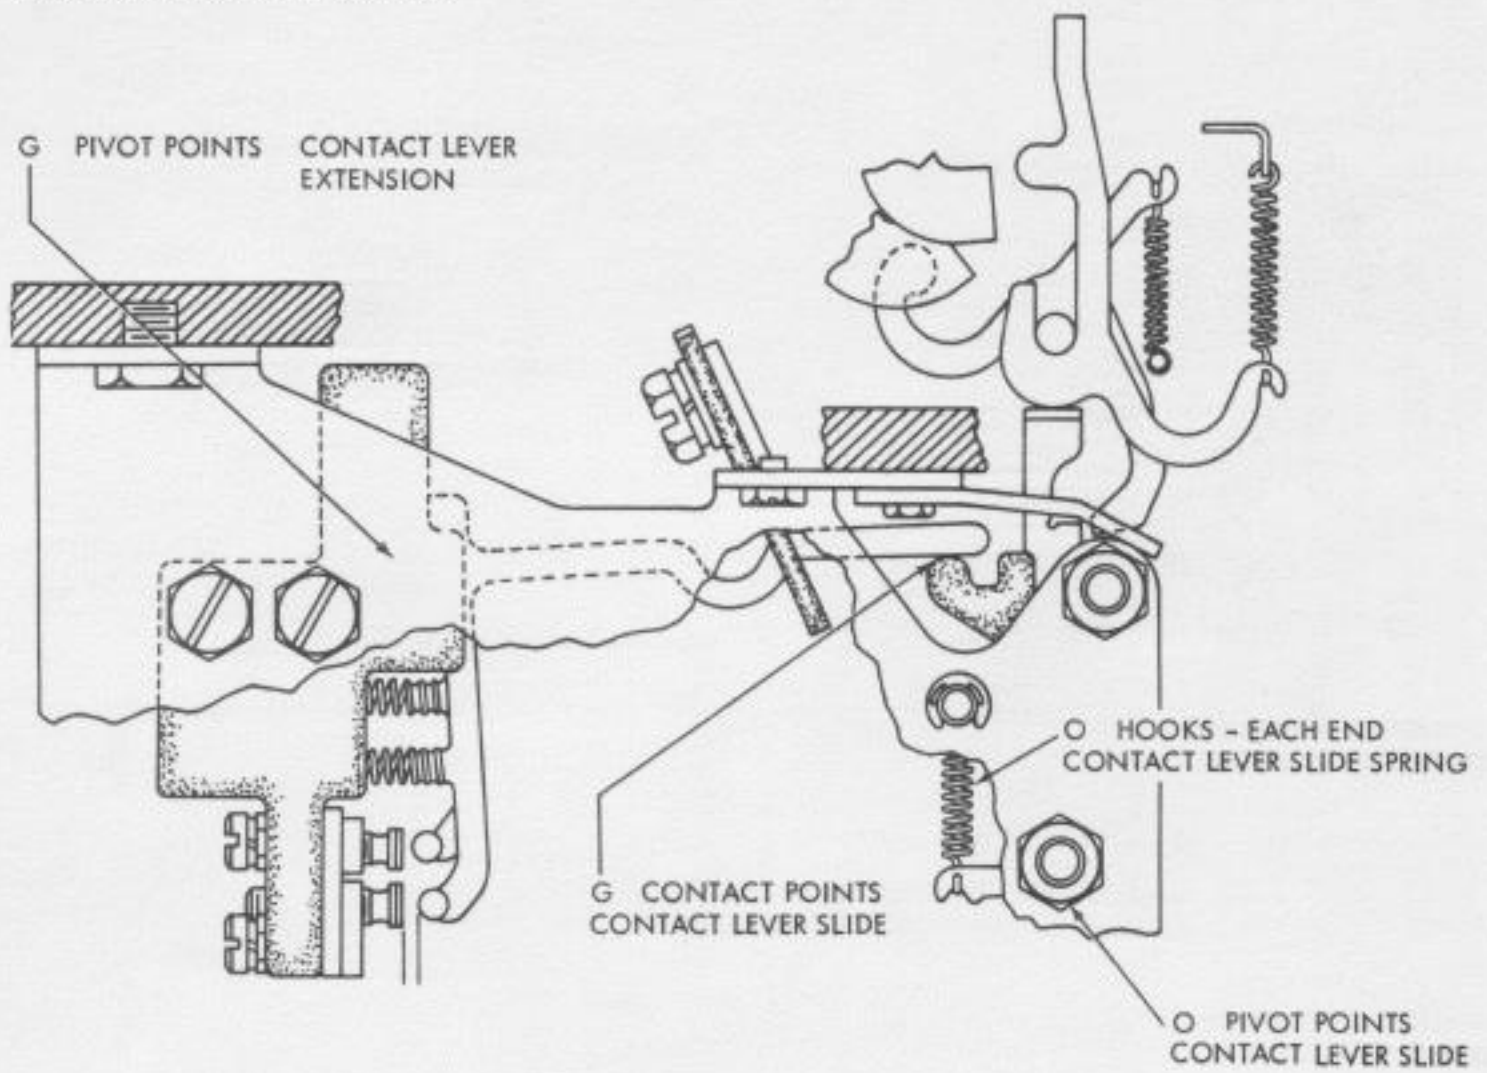 G PIVOT POINTS CONTACT LEVER
EXTENSION
O HOOKS - EACH END
CONTACT LEVER SLIDE SPRING
G CONTACT POINTS
CONTACT LEVER SLIDE
O PIVOT POINTS
CONTACT LEVER SLIDE